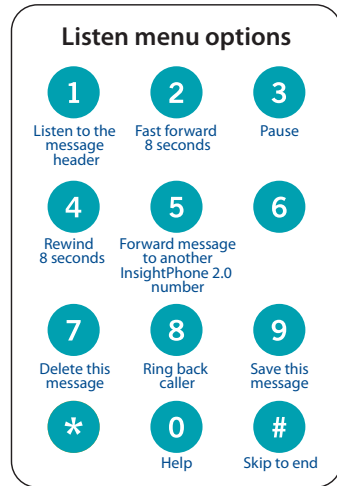 Listen menu options
1 2 3
Listen to the Fast forward Pause
message 8 seconds
header
4 5 6
Rewind Forward message
8 seconds to another
InsightPhone 2.0
number
7 8 9
Delete this Ring back Save this
message caller message
* 0 #
Help Skip to end